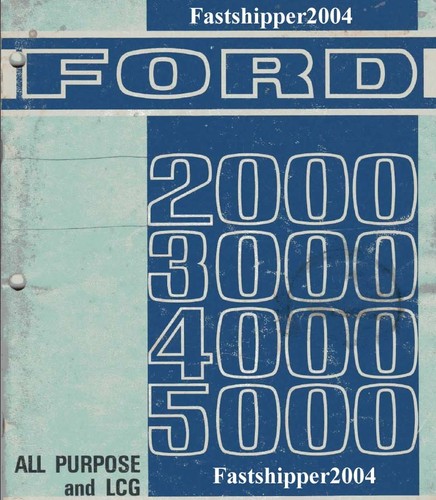 Fastshipper2004
FORD
2000
3000
4000
5000
ALL PURPOSE
and LCG
Fastshipper2004